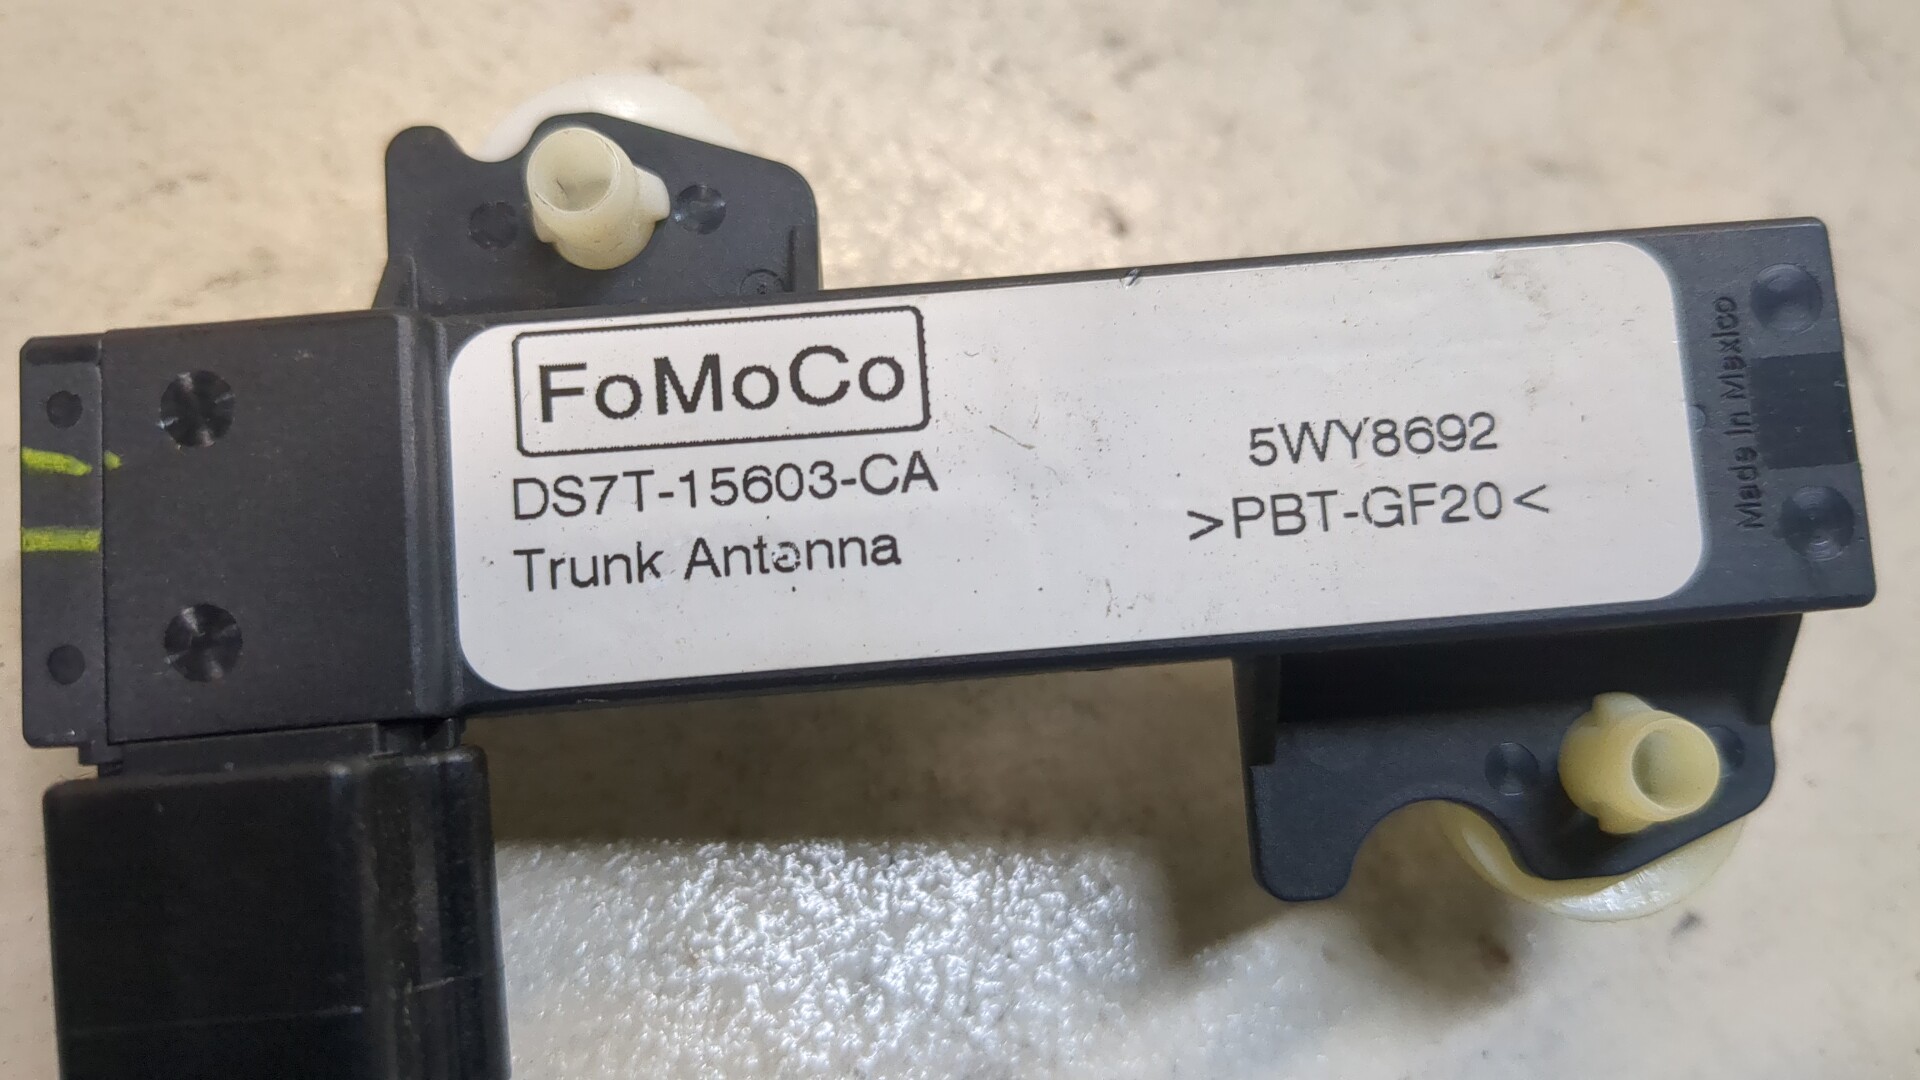 FoMoCo
DS7T-15603-CA
Trunk Antenna
5WY8692
>PBT-GF20<
Made In Mexico